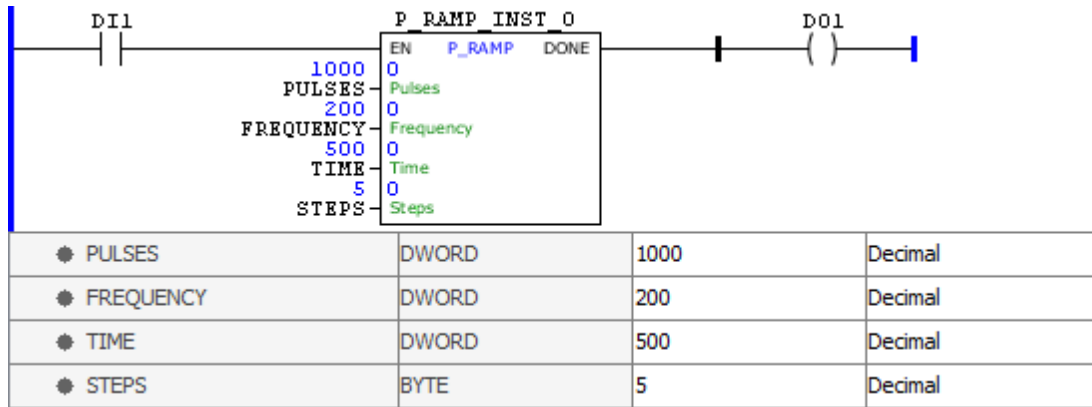 DI1 P_RAMP_INST_0 DO1
EN P_RAMP DONE
1000 0
PULSES Pulses
200 0
FREQUENCY Frequency
500 0
TIME Time
5 0
STEPS Steps
PULSES DWORD 1000 Decimal
FREQUENCY DWORD 200 Decimal
TIME DWORD 500 Decimal
STEPS BYTE 5 Decimal